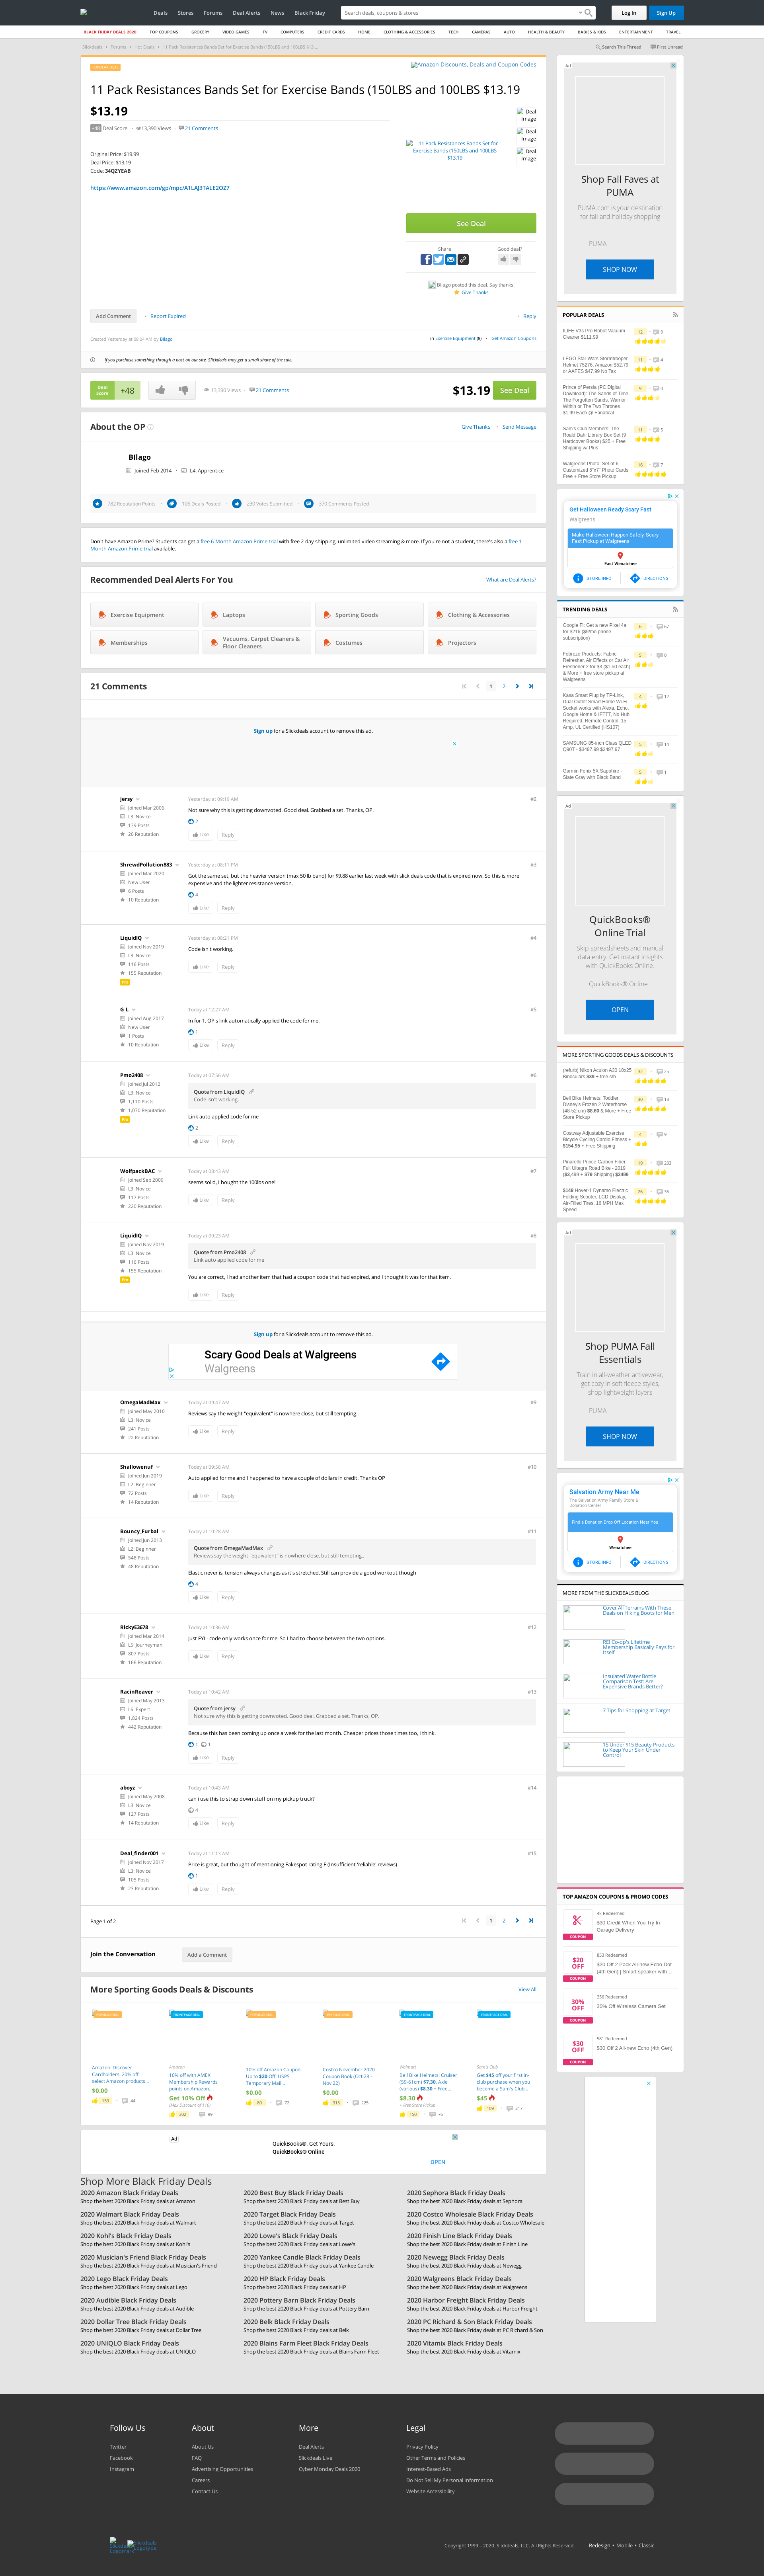 Deals Stores Forums Deal Alerts News Black Friday
Search deals, coupons & stores
Log In
Sign Up
BLACK FRIDAY DEALS 2020 TOP COUPONS GROCERY VIDEO GAMES TV COMPUTERS CREDIT CARDS HOME CLOTHING & ACCESSORIES TECH CAMERAS AUTO HEALTH & BEAUTY BABIES & KIDS ENTERTAINMENT TRAVEL
Slickdeals Forums Hot Deals 11 Pack Resistances Band Set for Exercise Bands (150LBS and 100LBS $13....
Search This Thread First Unread
Amazon Discounts, Deals and Coupon Codes
11 Pack Resistances Band Set for Exercise Bands (150LBS and 100LBS $13.19
$13.19
+48 Deal Score 13,390 Views 21 Comments
Original Price: $19.99
Deal Price: $13.19
Code: 34QZYEAB
https://www.amazon.com/gp/mpc/A1LAJ3TALE2OZ7
11 Pack Resistances Band Set for Exercise Bands (150LBS and 100LBS $13.19
Deal Image
Deal Image
Deal Image
See Deal
Share Good deal?
Bllago posted this deal. Say thanks!
Give Thanks
Add Comment Report Expired Reply
Created Yesterday at 08:59 AM by Bllago
in Exercise Equipment (8) Get Amazon Coupons
If you purchase something through a post on our site, Slickdeals may get a small share of the sale.
Deal Score +48 13,390 Views 21 Comments $13.19 See Deal
About the OP Give Thanks Send Message
Bllago
Joined Feb 2014 L4: Apprentice
762 Reputation Points 106 Deals Posted 230 Votes Submitted 370 Comments Posted
Don't have Amazon Prime? Students can get a free 6-Month Amazon Prime trial with free 2-day shipping, unlimited video streaming & more. If you're not a student, there's also a free 1-
Month Amazon Prime trial available.
Recommended Deal Alerts For You What are Deal Alerts?
Exercise Equipment Laptops Sporting Goods Clothing & Accessories
Memberships Vacuums, Carpet Cleaners & Floor Cleaners Costumes Projectors
21 Comments 1 2
Sign up for a Slickdeals account to remove this ad.
jersy
Joined Mar 2006
L3: Novice
139 Posts
20 Reputation
Yesterday at 09:19 AM #2
Not sure why this is getting downvoted. Good deal. Grabbed a set. Thanks, OP.
2
Like Reply
ShrewdPollution883
Joined Mar 2020
New User
6 Posts
10 Reputation
Yesterday at 08:11 PM #3
Got the same set, but the heavier version (max 50 lb band) for $9.88 earlier last week with slick deals code that is expired now. So this is more
expensive and the lighter resistance version.
4
Like Reply
LiquidIQ
Joined Nov 2019
L3: Novice
116 Posts
155 Reputation
Pro
Yesterday at 08:21 PM #4
Code isn't working.
Like Reply
G_L
Joined Aug 2017
New User
1 Posts
10 Reputation
Today at 12:27 AM #5
In for 1. OP's link automatically applied the code for me.
1
Like Reply
Pmo2408
Joined Jul 2012
L3: Novice
1,110 Posts
1,070 Reputation
Pro
Today at 07:56 AM #6
Quote from LiquidIQ
Code isn't working.
Link auto applied code for me
2
Like Reply
WolfpackBAC
Joined Sep 2009
L3: Novice
117 Posts
220 Reputation
Today at 08:43 AM #7
seems solid, I bought the 100lbs one!
Like Reply
LiquidIQ
Joined Nov 2019
L3: Novice
116 Posts
155 Reputation
Pro
Today at 09:23 AM #8
Quote from Pmo2408
Link auto applied code for me
You are correct, I had another item that had a coupon code that had expired, and I thought it was for that item.
Like Reply
Sign up for a Slickdeals account to remove this ad.
Scary Good Deals at Walgreens
Walgreens
OmegaMadMax
Joined May 2010
L3: Novice
241 Posts
22 Reputation
Today at 09:47 AM #9
Reviews say the weight "equivalent" is nowhere close, but still tempting..
Like Reply
Shallowenuf
Joined Jun 2019
L2: Beginner
72 Posts
14 Reputation
Today at 09:58 AM #10
Auto applied for me and I happened to have a couple of dollars in credit. Thanks OP
Like Reply
Bouncy_Furbal
Joined Jun 2013
L2: Beginner
548 Posts
48 Reputation
Today at 10:28 AM #11
Quote from OmegaMadMax
Reviews say the weight "equivalent" is nowhere close, but still tempting..
Elastic never is, tension always changes as it's stretched. Still can provide a good workout though
4
Like Reply
RickyE3678
Joined Mar 2014
L5: Journeyman
807 Posts
166 Reputation
Today at 10:36 AM #12
Just FYI - code only works once for me. So I had to choose between the two options.
Like Reply
RacinReaver
Joined May 2013
L6: Expert
1,824 Posts
442 Reputation
Today at 10:42 AM #13
Quote from jersy
Not sure why this is getting downvoted. Good deal. Grabbed a set. Thanks, OP.
Because this has been coming up once a week for the last month. Cheaper prices those times too, I think.
1 1
Like Reply
aboyz
Joined May 2008
L3: Novice
127 Posts
14 Reputation
Today at 10:43 AM #14
can i use this to strap down stuff on my pickup truck?
4
Like Reply
Deal_finder001
Joined Nov 2017
L3: Novice
105 Posts
23 Reputation
Today at 11:13 AM #15
Price is great, but thought of mentioning Fakespot rating F (Insufficient 'reliable' reviews)
1
Like Reply
Page 1 of 2 1 2
Join the Conversation Add a Comment
More Sporting Goods Deals & Discounts View All
Amazon: Discover Cardholders: 20% off select Amazon products...
$0.00
159 44
Amazon
10% off with AMEX Membership Rewards points on Amazon....
Get 10% Off
(Max Discount of $10)
302 99
10% off Amazon Coupon Up to $20 Off! USPS Temporary Mail...
$0.00
80 72
Costco November 2020 Coupon Book (Oct 28 - Nov 22)
$0.00
375 225
Walmart
Bell Bike Helmets: Cruiser (59-61cm) $7.30, Axle (various) $8.30 + Free...
$8.30
+ Free Store Pickup
150 76
Sam's Club
Get $45 off your first in-club purchase when you become a Sam's Club...
$45
109 217
Ad
QuickBooks®. Get Yours.
QuickBooks® Online
OPEN
Shop More Black Friday Deals
2020 Amazon Black Friday Deals
Shop the best 2020 Black Friday deals at Amazon
2020 Best Buy Black Friday Deals
Shop the best 2020 Black Friday deals at Best Buy
2020 Sephora Black Friday Deals
Shop the best 2020 Black Friday deals at Sephora
2020 Walmart Black Friday Deals
Shop the best 2020 Black Friday deals at Walmart
2020 Target Black Friday Deals
Shop the best 2020 Black Friday deals at Target
2020 Costco Wholesale Black Friday Deals
Shop the best 2020 Black Friday deals at Costco Wholesale
2020 Kohl's Black Friday Deals
Shop the best 2020 Black Friday deals at Kohl's
2020 Lowe's Black Friday Deals
Shop the best 2020 Black Friday deals at Lowe's
2020 Finish Line Black Friday Deals
Shop the best 2020 Black Friday deals at Finish Line
2020 Musician's Friend Black Friday Deals
Shop the best 2020 Black Friday deals at Musician's Friend
2020 Yankee Candle Black Friday Deals
Shop the best 2020 Black Friday deals at Yankee Candle
2020 Newegg Black Friday Deals
Shop the best 2020 Black Friday deals at Newegg
2020 Lego Black Friday Deals
Shop the best 2020 Black Friday deals at Lego
2020 HP Black Friday Deals
Shop the best 2020 Black Friday deals at HP
2020 Walgreens Black Friday Deals
Shop the best 2020 Black Friday deals at Walgreens
2020 Audible Black Friday Deals
Shop the best 2020 Black Friday deals at Audible
2020 Pottery Barn Black Friday Deals
Shop the best 2020 Black Friday deals at Pottery Barn
2020 Harbor Freight Black Friday Deals
Shop the best 2020 Black Friday deals at Harbor Freight
2020 Dollar Tree Black Friday Deals
Shop the best 2020 Black Friday deals at Dollar Tree
2020 Belk Black Friday Deals
Shop the best 2020 Black Friday deals at Belk
2020 PC Richard & Son Black Friday Deals
Shop the best 2020 Black Friday deals at PC Richard & Son
2020 UNIQLO Black Friday Deals
Shop the best 2020 Black Friday deals at UNIQLO
2020 Blains Farm Fleet Black Friday Deals
Shop the best 2020 Black Friday deals at Blains Farm Fleet
2020 Vitamix Black Friday Deals
Shop the best 2020 Black Friday deals at Vitamix
Ad
Shop Fall Faves at
PUMA
PUMA.com is your destination
for fall and holiday shopping
PUMA
SHOP NOW
POPULAR DEALS
ILIFE V3s Pro Robot Vacuum Cleaner $111.99
12 9
LEGO Star Wars Stormtrooper Helmet 75276, Amazon $52.79 or AAFES $47.99 No Tax
11 4
Prince of Persia (PC Digital Download): The Sands of Time, The Forgotten Sands, Warrior Within or The Two Thrones $1.99 Each @ Fanatical
9 0
Sam's Club Members: The Roald Dahl Library Box Set (9 Hardcover Books) $25 + Free Shipping w/ Plus
11 5
Walgreens Photo: Set of 6 Customized 5"x7" Photo Cards Free + Free Store Pickup
16 7
Get Halloween Ready Scary Fast
Walgreens
Make Halloween Happen Safely. Scary
Fast Pickup at Walgreens
East Wenatchee
STORE INFO DIRECTIONS
TRENDING DEALS
Google Fi: Get a new Pixel 4a for $216 ($9/mo phone subscription)
6 67
Febreze Products: Fabric Refresher, Air Effects or Car Air Freshener 2 for $3 ($1.50 each) & More + free store pickup at Walgreens
5 0
Kasa Smart Plug by TP-Link, Dual Outlet Smart Home Wi-Fi Socket works with Alexa, Echo, Google Home & IFTTT, No Hub Required, Remote Control, 15 Amp, UL Certified (HS107)
4 12
SAMSUNG 85-inch Class QLED Q90T - $3497.99 $3497.97
5 14
Garmin Fenix 5X Sapphire - Slate Gray with Black Band
5 1
Ad
QuickBooks®
Online Trial
Skip spreadsheets and manual
data entry. Get instant insights
with QuickBooks Online.
QuickBooks® Online
OPEN
MORE SPORTING GOODS DEALS & DISCOUNTS
(refurb) Nikon Aculon A30 10x25 Binoculars $39 + free s/h
32 25
Bell Bike Helmets: Toddler Disney's Frozen 2 Waterhorse (48-52 cm) $8.80 & More + Free Store Pickup
30 13
Costway Adjustable Exercise Bicycle Cycling Cardio Fitness + $154.95 + Free Shipping
4 9
Pinarello Prince Carbon Fiber Full Ultegra Road Bike - 2019 ($3,499 + $79 Shipping) $3499
19 233
$149 Hover-1 Dynamo Electric Folding Scooter, LCD Display, Air-Filled Tires, 16 MPH Max Speed
26 36
Ad
Shop PUMA Fall
Essentials
Train in all-weather activewear,
get cozy in soft fleece styles,
shop lightweight layers
PUMA
SHOP NOW
Salvation Army Near Me
The Salvation Army Family Store &
Donation Center
Find a Donation Drop Off Location Near You
Wenatchee
STORE INFO DIRECTIONS
MORE FROM THE SLICKDEALS BLOG
Cover All Terrains With These Deals on Hiking Boots for Men
REI Co-op's Lifetime Membership Basically Pays for Itself
Insulated Water Bottle Comparison Test: Are Expensive Brands Better?
7 Tips for Shopping at Target
15 Under $15 Beauty Products to Keep Your Skin Under Control!
TOP AMAZON COUPONS & PROMO CODES
COUPON
4k Redeemed
$30 Credit When You Try In-Garage Delivery
$20 OFF COUPON
853 Redeemed
$20 Off 2 Pack All-new Echo Dot (4th Gen) | Smart speaker with...
30% OFF COUPON
256 Redeemed
30% Off Wireless Camera Set
$30 OFF COUPON
581 Redeemed
$30 Off 2 All-new Echo (4th Gen)
Follow Us
Twitter
Facebook
Instagram
About
About Us
FAQ
Advertising Opportunities
Careers
Contact Us
More
Deal Alerts
Slickdeals Live
Cyber Monday Deals 2020
Legal
Privacy Policy
Other Terms and Policies
Interest-Based Ads
Do Not Sell My Personal Information
Website Accessibility
Copyright 1999 - 2020. Slickdeals, LLC. All Rights Reserved. Redesign • Mobile • Classic